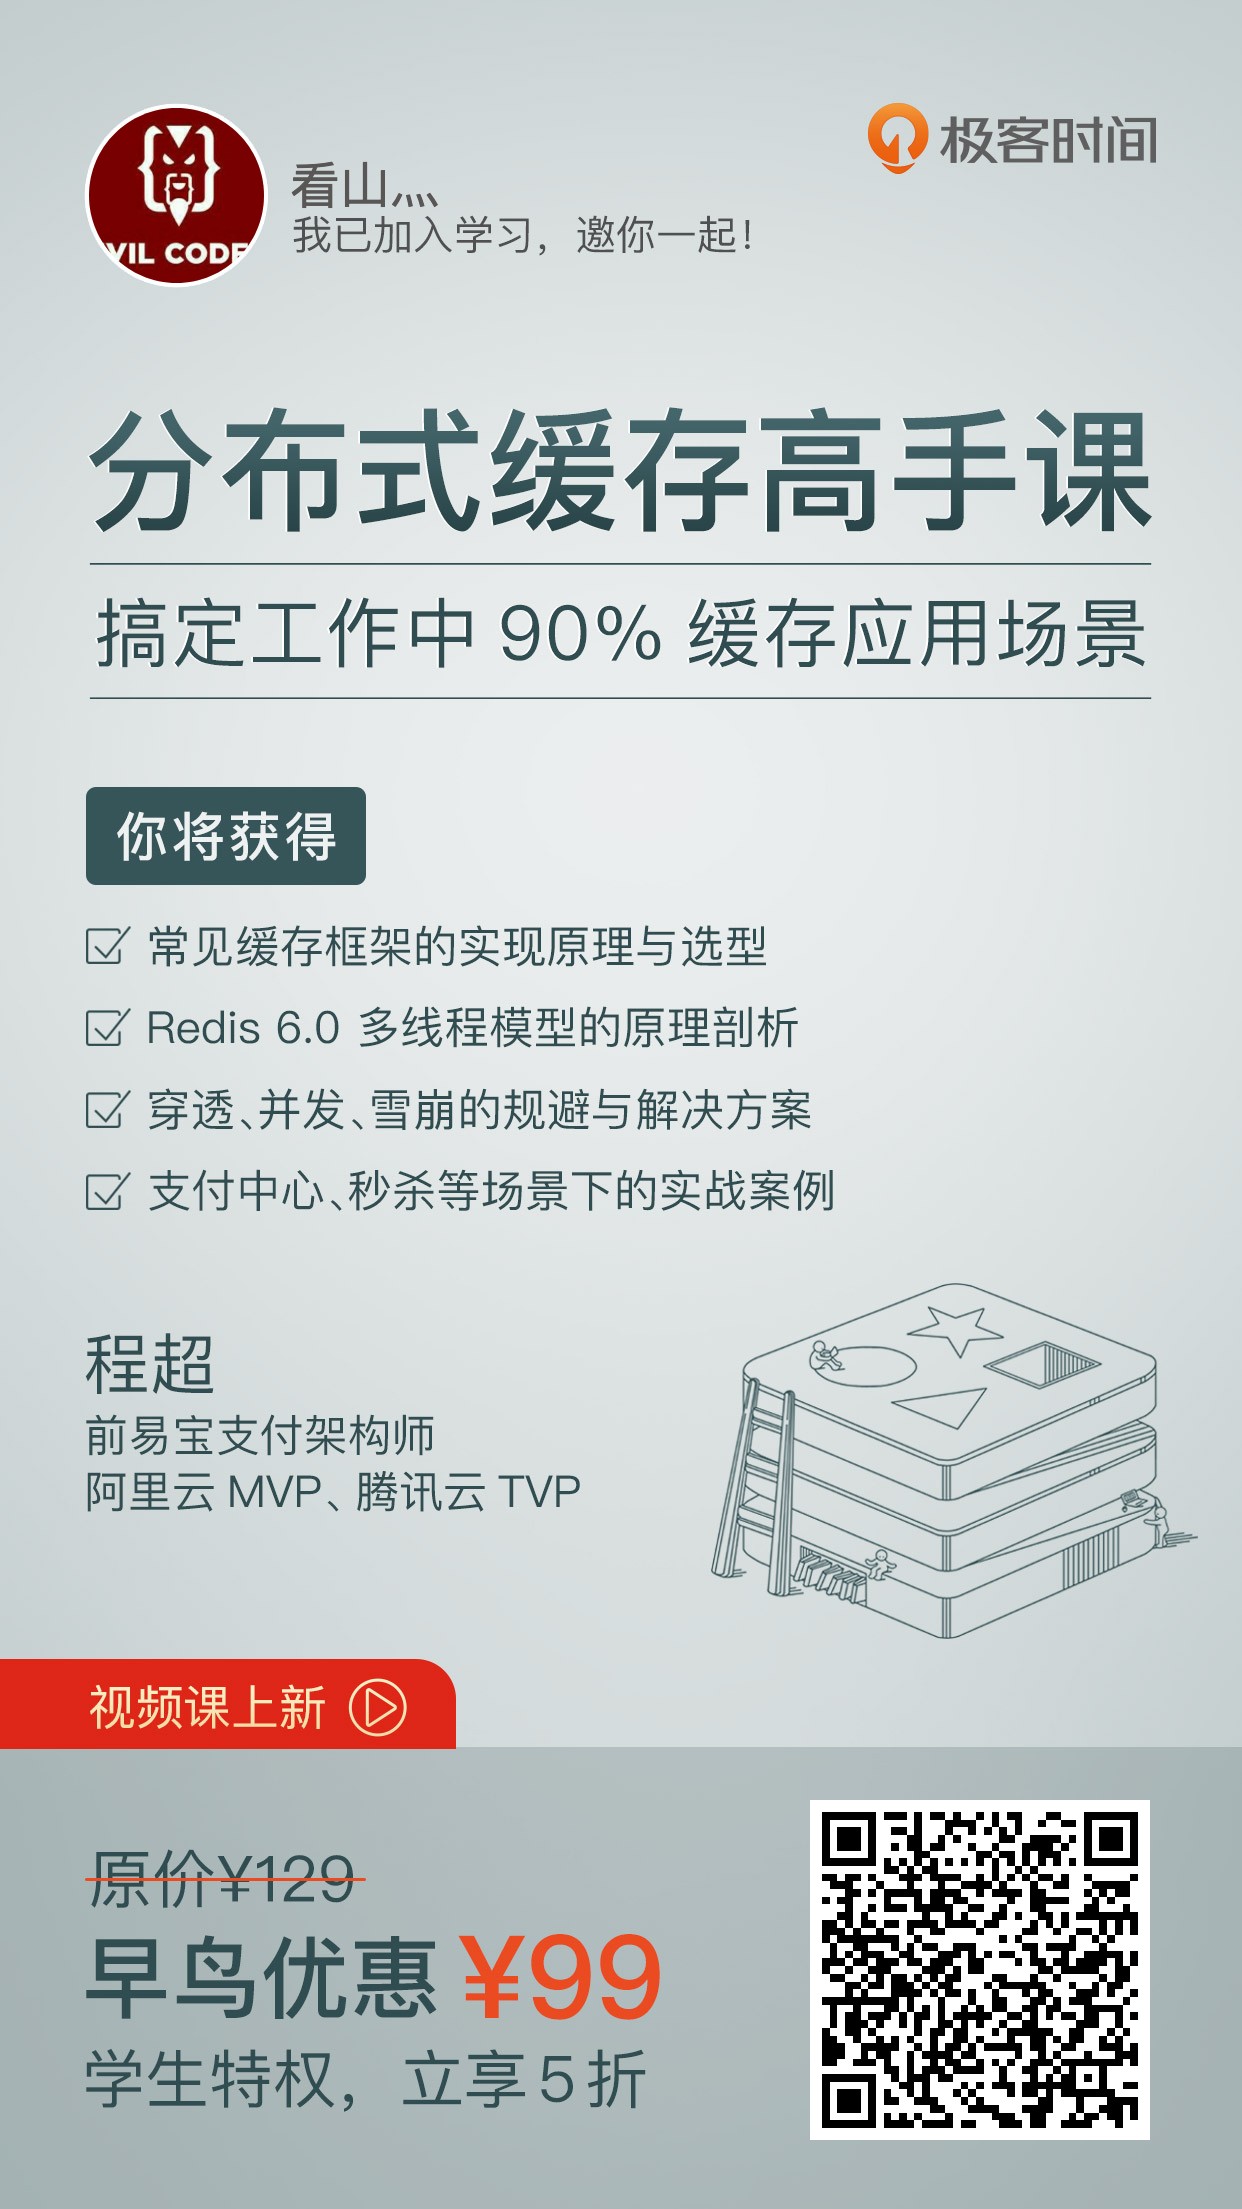 极客时间
VIL CODE
看山灬
我已加入学习，邀你一起！
分布式缓存高手课
搞定工作中 90% 缓存应用场景
你将获得
常见缓存框架的实现原理与选型
Redis 6.0 多线程模型的原理剖析
穿透、并发、雪崩的规避与解决方案
支付中心、秒杀等场景下的实战案例
程超
前易宝支付架构师
阿里云 MVP、腾讯云 TVP
视频课上新
原价¥129
早鸟优惠 ¥99
学生特权，立享 5 折